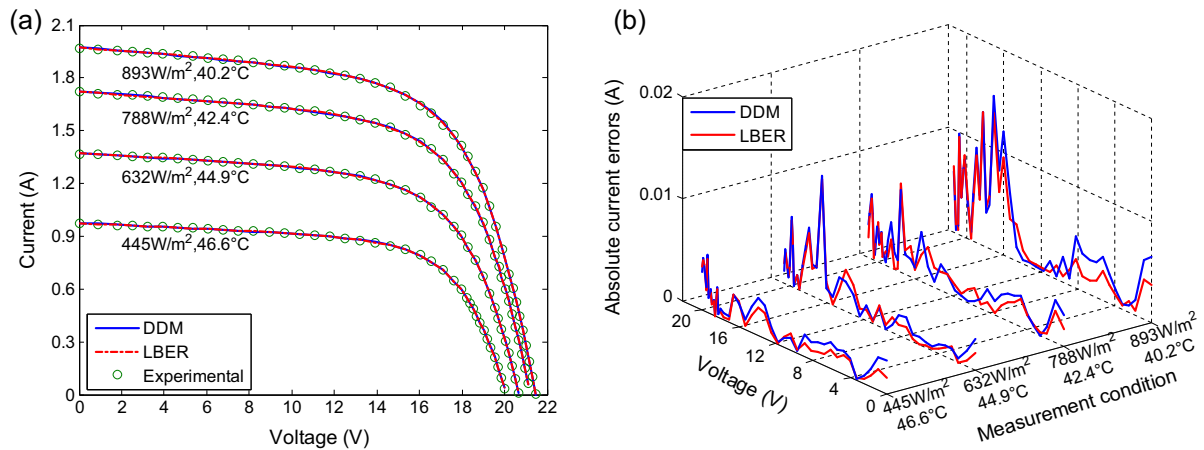 (a)
2.1
1.8
1.5
1.2
0.9
0.6
0.3
0
Current (A)
893W/m²,40.2°C
788W/m²,42.4°C
632W/m²,44.9°C
445W/m²,46.6°C
DDM
LBER
Experimental
0 2 4 6 8 10 12 14 16 18 20 22
Voltage (V)
(b)
0.02
0.01
0
Absolute current errors (A)
DDM
LBER
20
16
12
8
4
0
Voltage (V)
445W/m²
46.6°C
632W/m²
44.9°C
788W/m²
42.4°C
893W/m²
40.2°C
Measurement condition